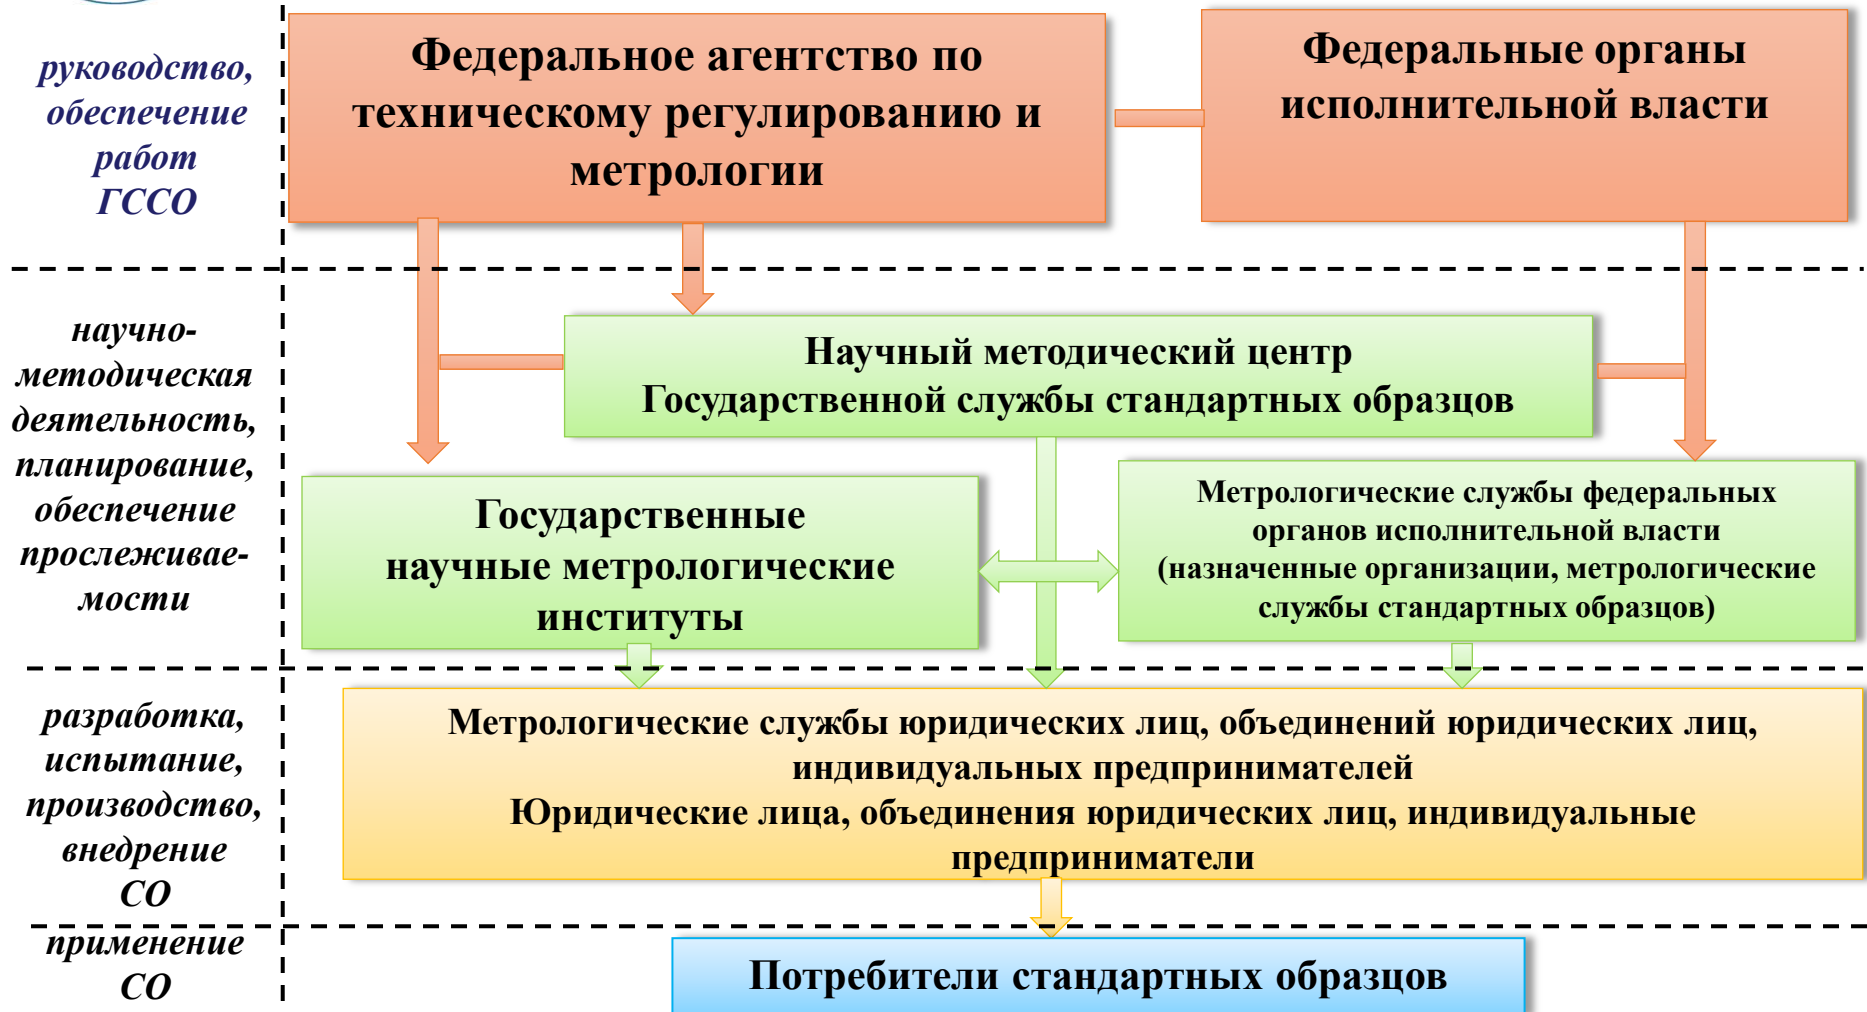 руководство,
обеспечение
работ
ГССО
Федеральное агентство по
техническому регулированию и
метрологии
Федеральные органы
исполнительной власти
научно-
методическая
деятельность,
планирование,
обеспечение
прослеживае-
мости
Научный методический центр
Государственной службы стандартных образцов
Государственные
научные метрологические
институты
Метрологические службы федеральных
органов исполнительной власти
(назначенные организации, метрологические
службы стандартных образцов)
разработка,
испытание,
производство,
внедрение
СО
Метрологические службы юридических лиц, объединений юридических лиц,
индивидуальных предпринимателей
Юридические лица, объединения юридических лиц, индивидуальные
предприниматели
применение
СО
Потребители стандартных образцов